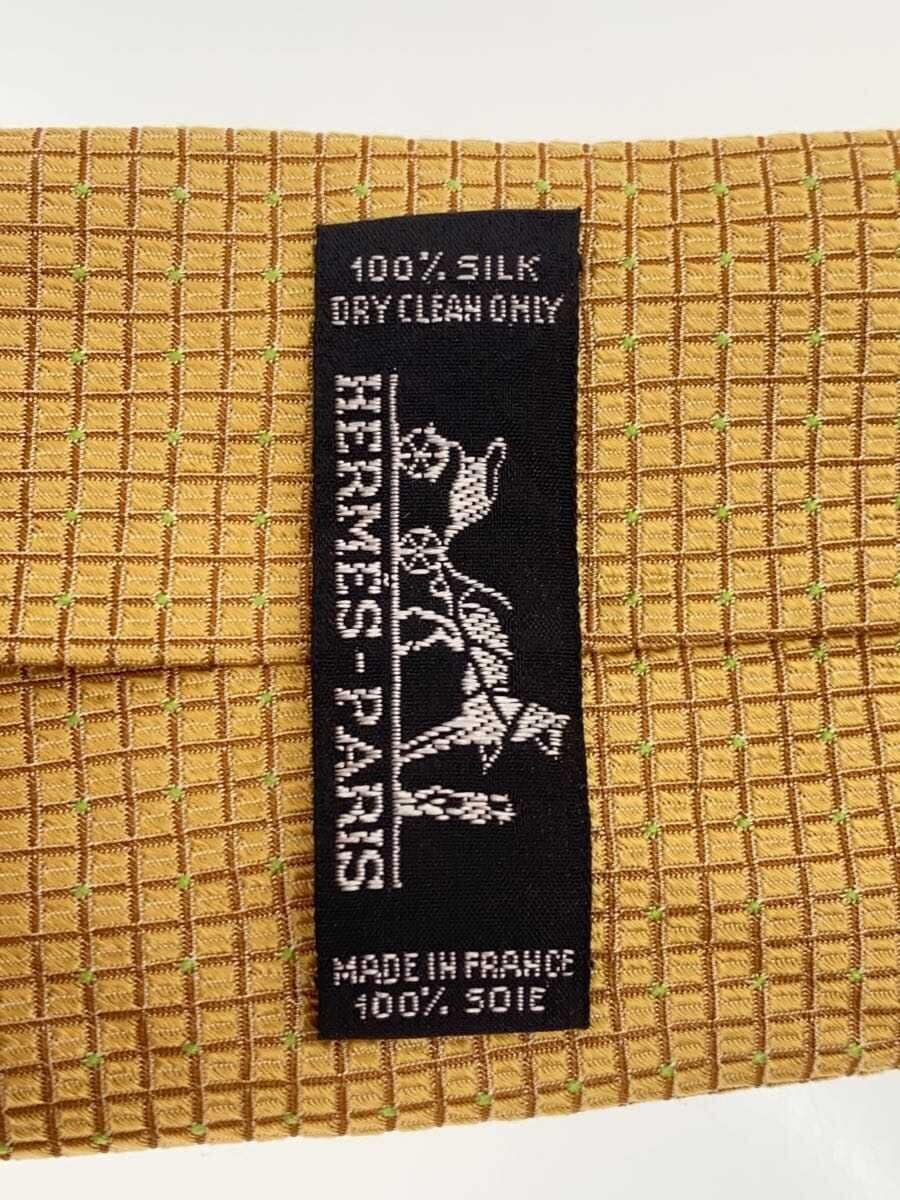 100% SILK
DRY CLEAN ONLY
HERMÈS-PARIS
MADE IN FRANCE
100% SOIE